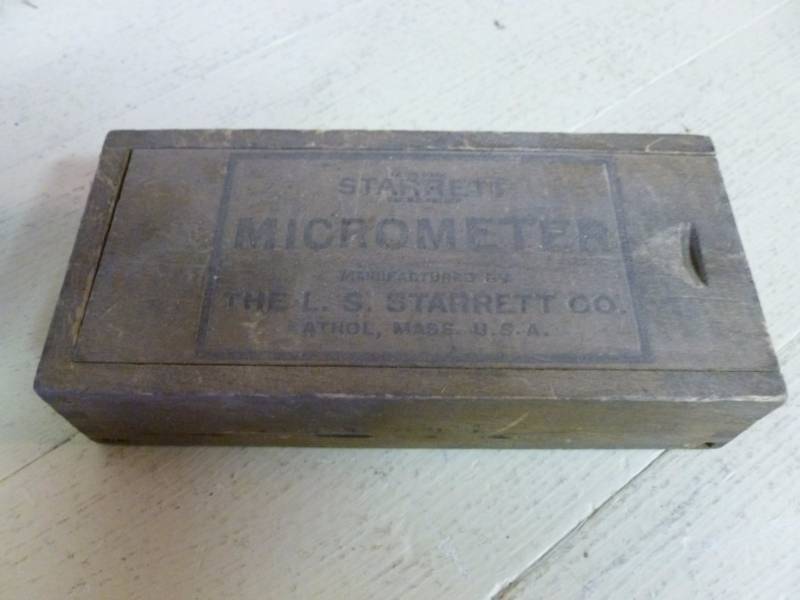 STARRETT
MICROMETER
MANUFACTURED BY
THE L. S. STARRETT CO.
ATHOL, MASS. U.S.A.